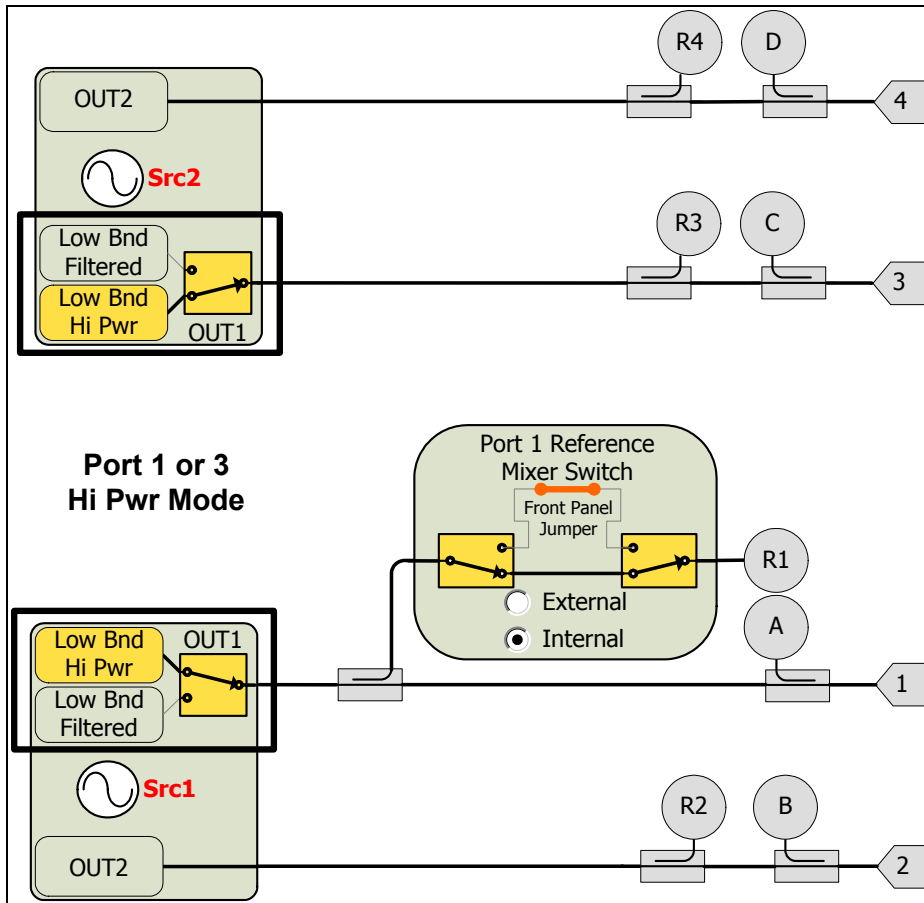 R4
D
OUT2
4
Src2
Low Bnd
Filtered
Low Bnd
Hi Pwr
OUT1
R3
C
3
Port 1 or 3
Hi Pwr Mode
Port 1 Reference
Mixer Switch
Front Panel
Jumper
External
Internal
R1
A
Low Bnd
Hi Pwr
OUT1
Low Bnd
Filtered
1
Src1
R2
B
OUT2
2